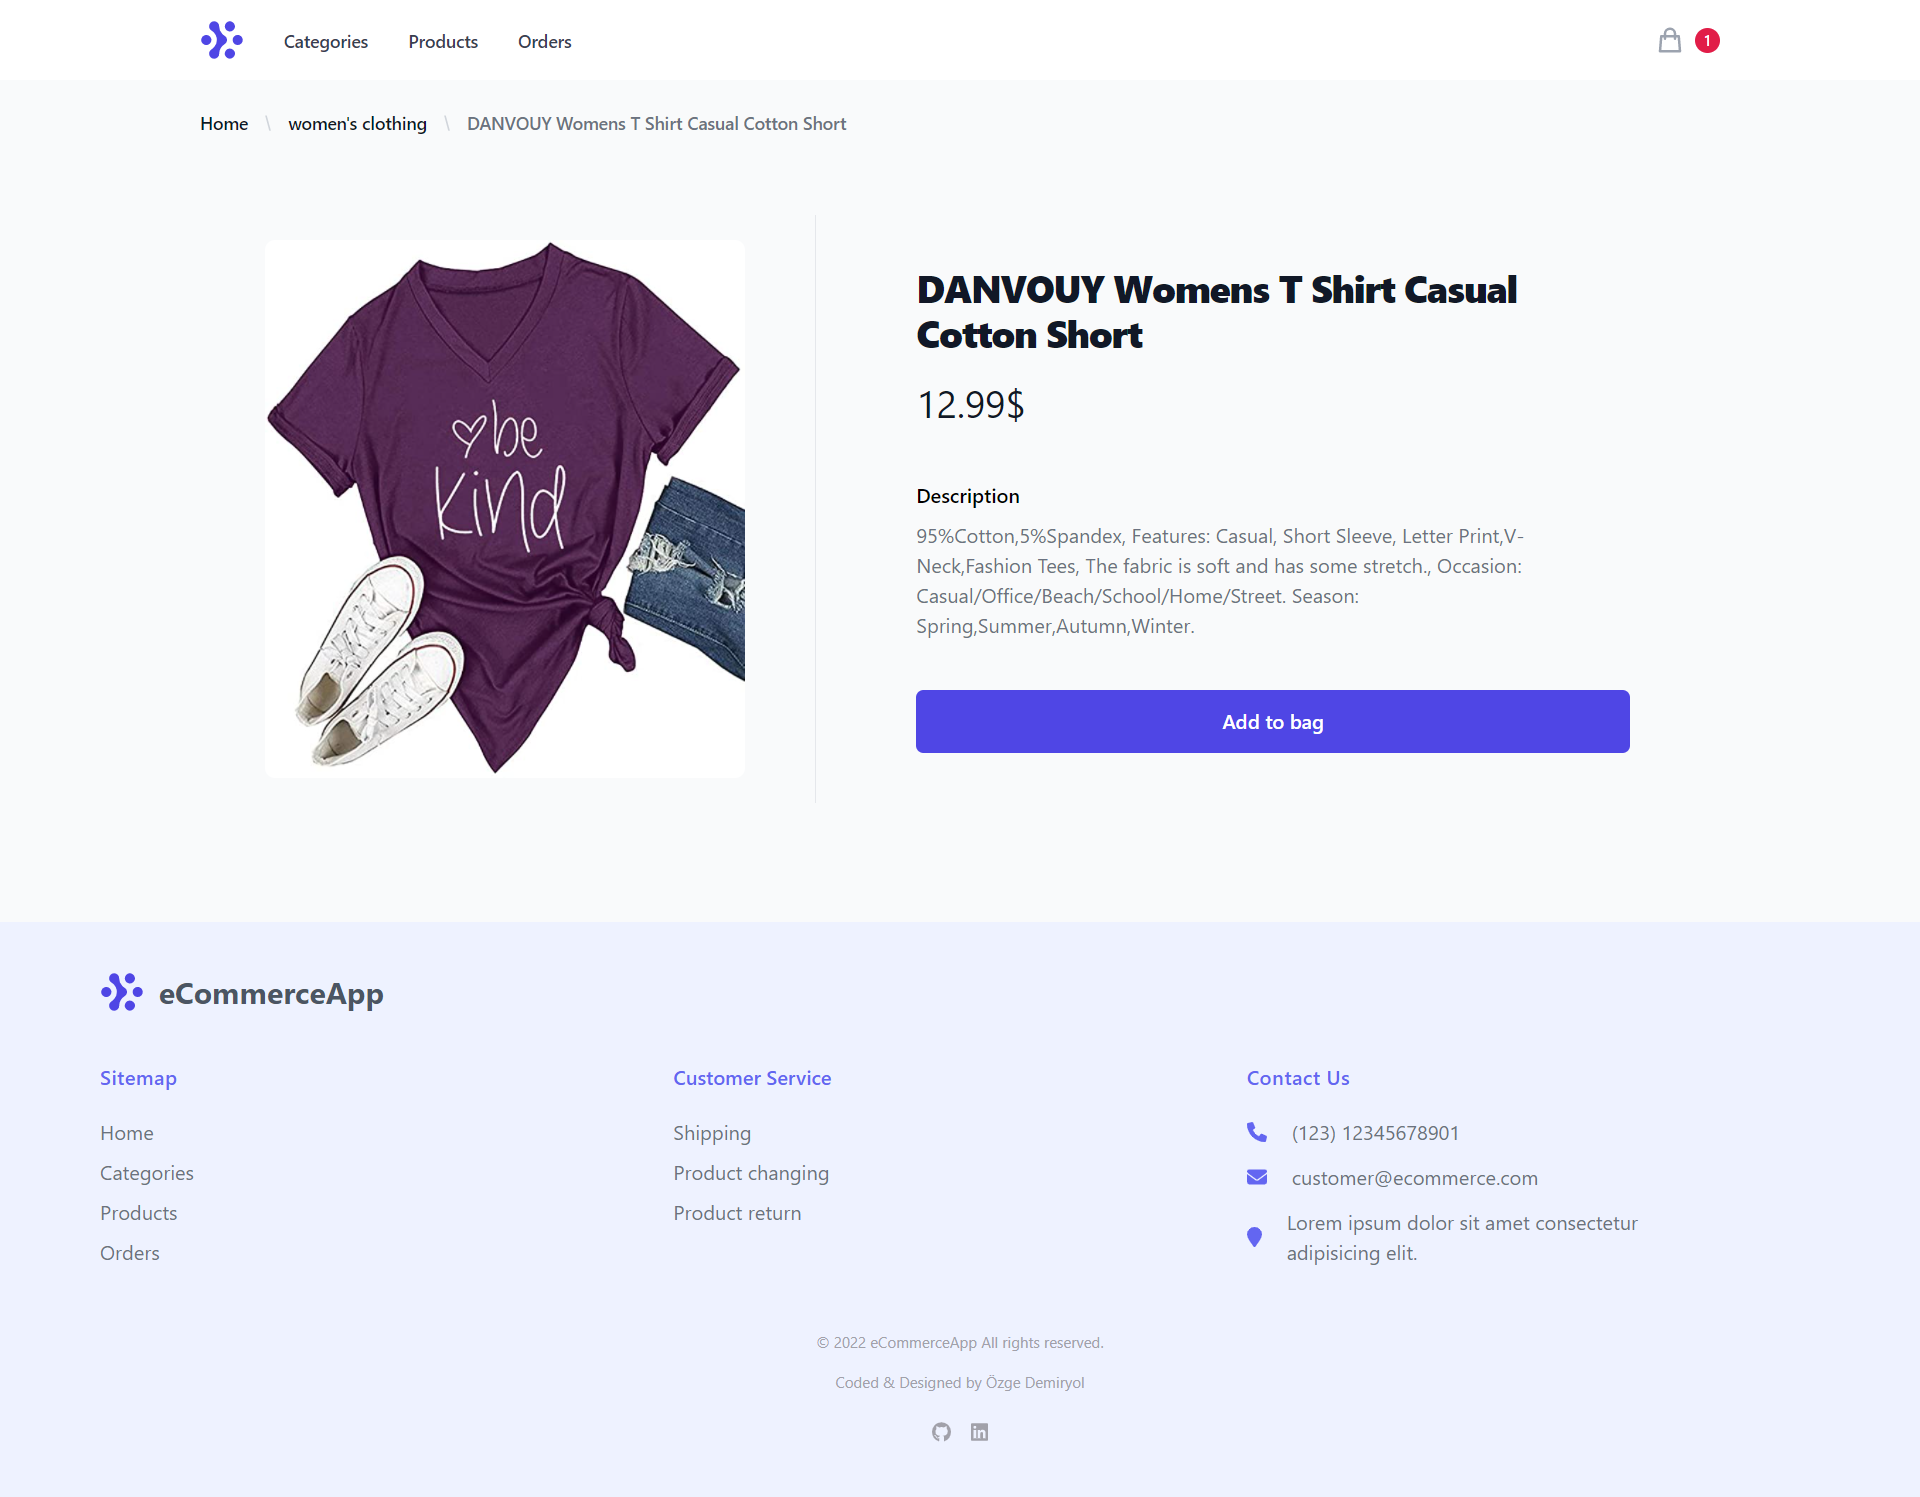 Categories Products Orders 1
Home \ women's clothing \ DANVOUY Womens T Shirt Casual Cotton Short
be
kind
DANVOUY Womens T Shirt Casual
Cotton Short
12.99$
Description
95%Cotton,5%Spandex, Features: Casual, Short Sleeve, Letter Print,V-
Neck,Fashion Tees, The fabric is soft and has some stretch., Occasion:
Casual/Office/Beach/School/Home/Street. Season:
Spring,Summer,Autumn,Winter.
Add to bag
eCommerceApp
Sitemap
Home
Categories
Products
Orders
Customer Service
Shipping
Product changing
Product return
Contact Us
(123) 12345678901
customer@ecommerce.com
Lorem ipsum dolor sit amet consectetur
adipisicing elit.
© 2022 eCommerceApp All rights reserved.
Coded & Designed by Özge Demiryol